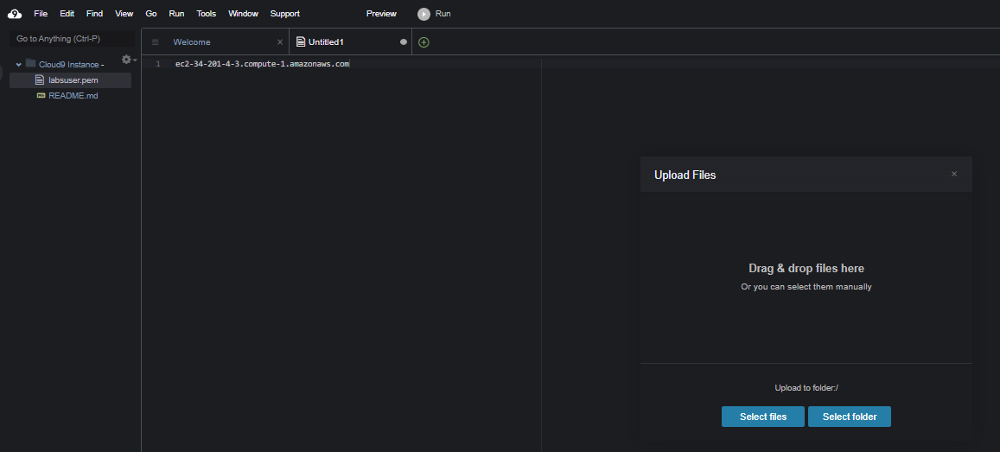 9 File Edit Find View Go Run Tools Window Support Preview Run
Go to Anything (Ctrl-P)
Welcome × Untitled1
Cloud9 Instance -
labsuser.pem
README.md
1 ec2-34-201-4-3.compute-1.amazonaws.com
Upload Files ×
Drag & drop files here
Or you can select them manually
Upload to folder:/
Select files Select folder